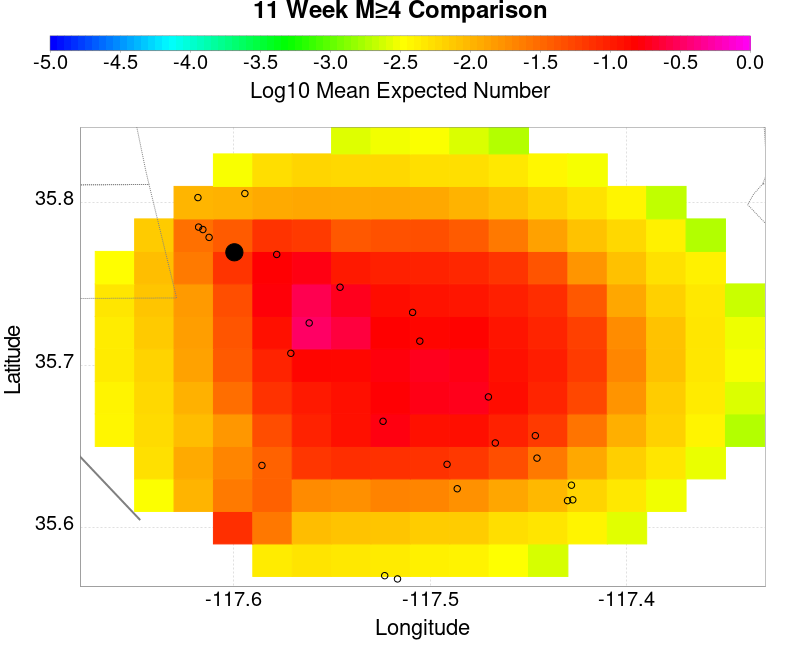 11 Week M≥4 Comparison
-5.0 -4.5 -4.0 -3.5 -3.0 -2.5 -2.0 -1.5 -1.0 -0.5 0.0
Log10 Mean Expected Number
35.8
35.7
35.6
Latitude
-117.6 -117.5 -117.4
Longitude